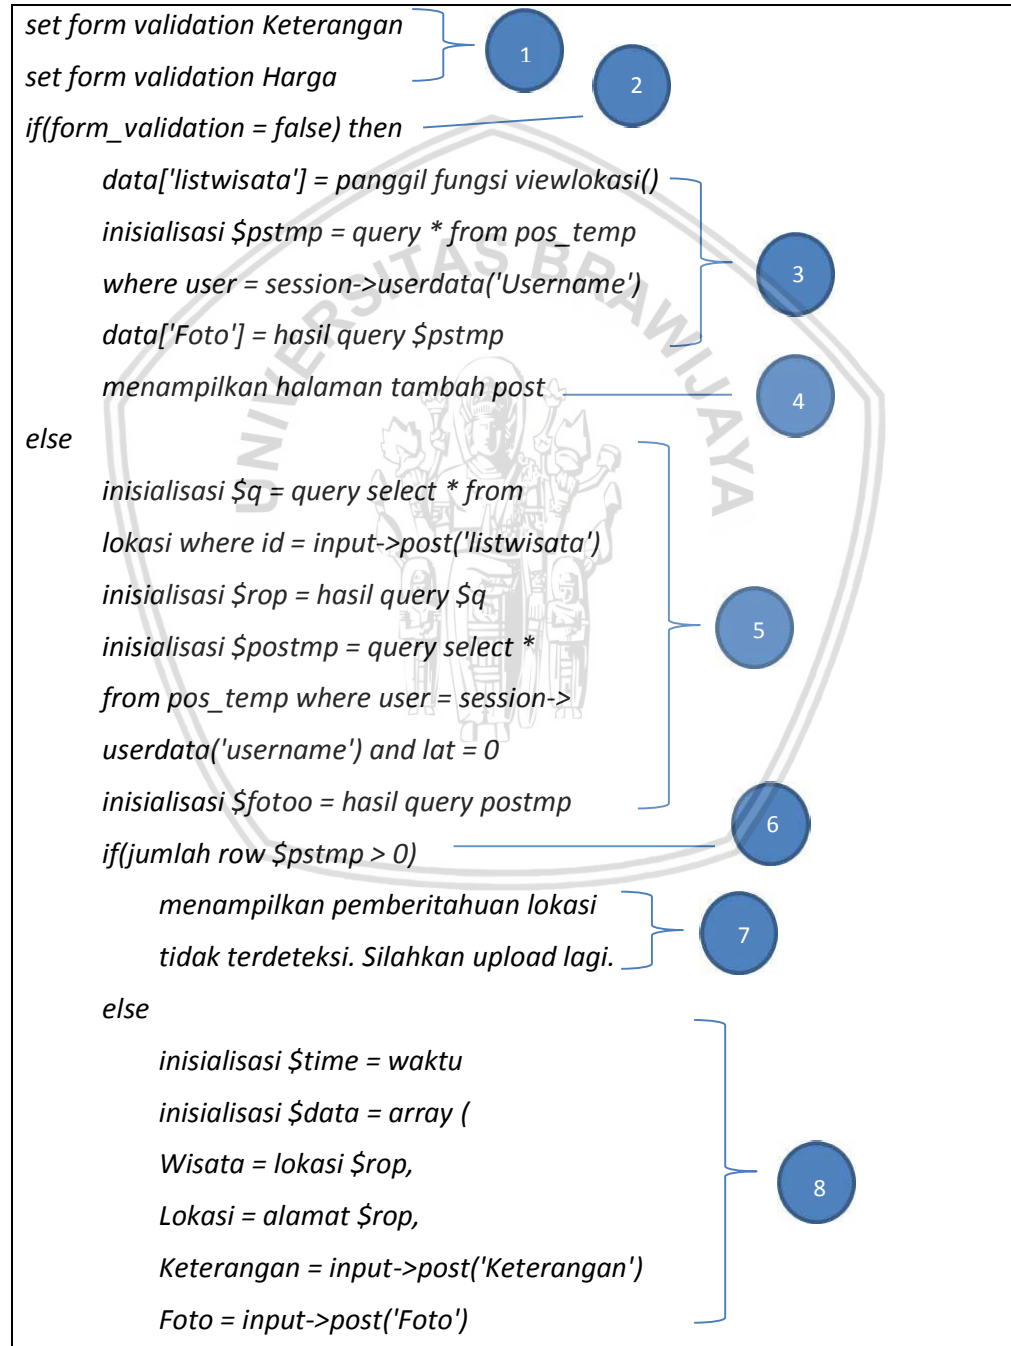 set form validation Keterangan
1
set form validation Harga
2
if(form_validation = false) then
data['listwisata'] = panggil fungsi viewlokasi()
inisialisasi $pstmp = query * from pos_temp
where user = session->userdata('Username')
3
data['Foto'] = hasil query $pstmp
menampilkan halaman tambah post
4
else
inisialisasi $q = query select * from
lokasi where id = input->post('listwisata')
inisialisasi $rop = hasil query $q
5
inisialisasi $postmp = query select *
from pos_temp where user = session->
userdata('username') and lat = 0
inisialisasi $fotoo = hasil query postmp
6
if(jumlah row $pstmp > 0)
menampilkan pemberitahuan lokasi
7
tidak terdeteksi. Silahkan upload lagi.
else
inisialisasi $time = waktu
inisialisasi $data = array (
Wisata = lokasi $rop,
8
Lokasi = alamat $rop,
Keterangan = input->post('Keterangan')
Foto = input->post('Foto')
UNIVERSITAS BRAWIJAYA